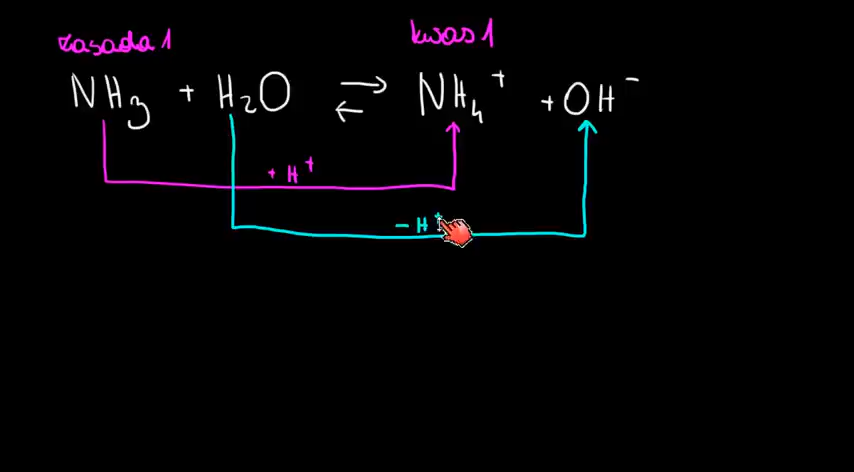 zasada 1 kwas 1
NH₃ + H₂O ⇄ NH₄⁺ + OH⁻
+ H⁺
- H⁺